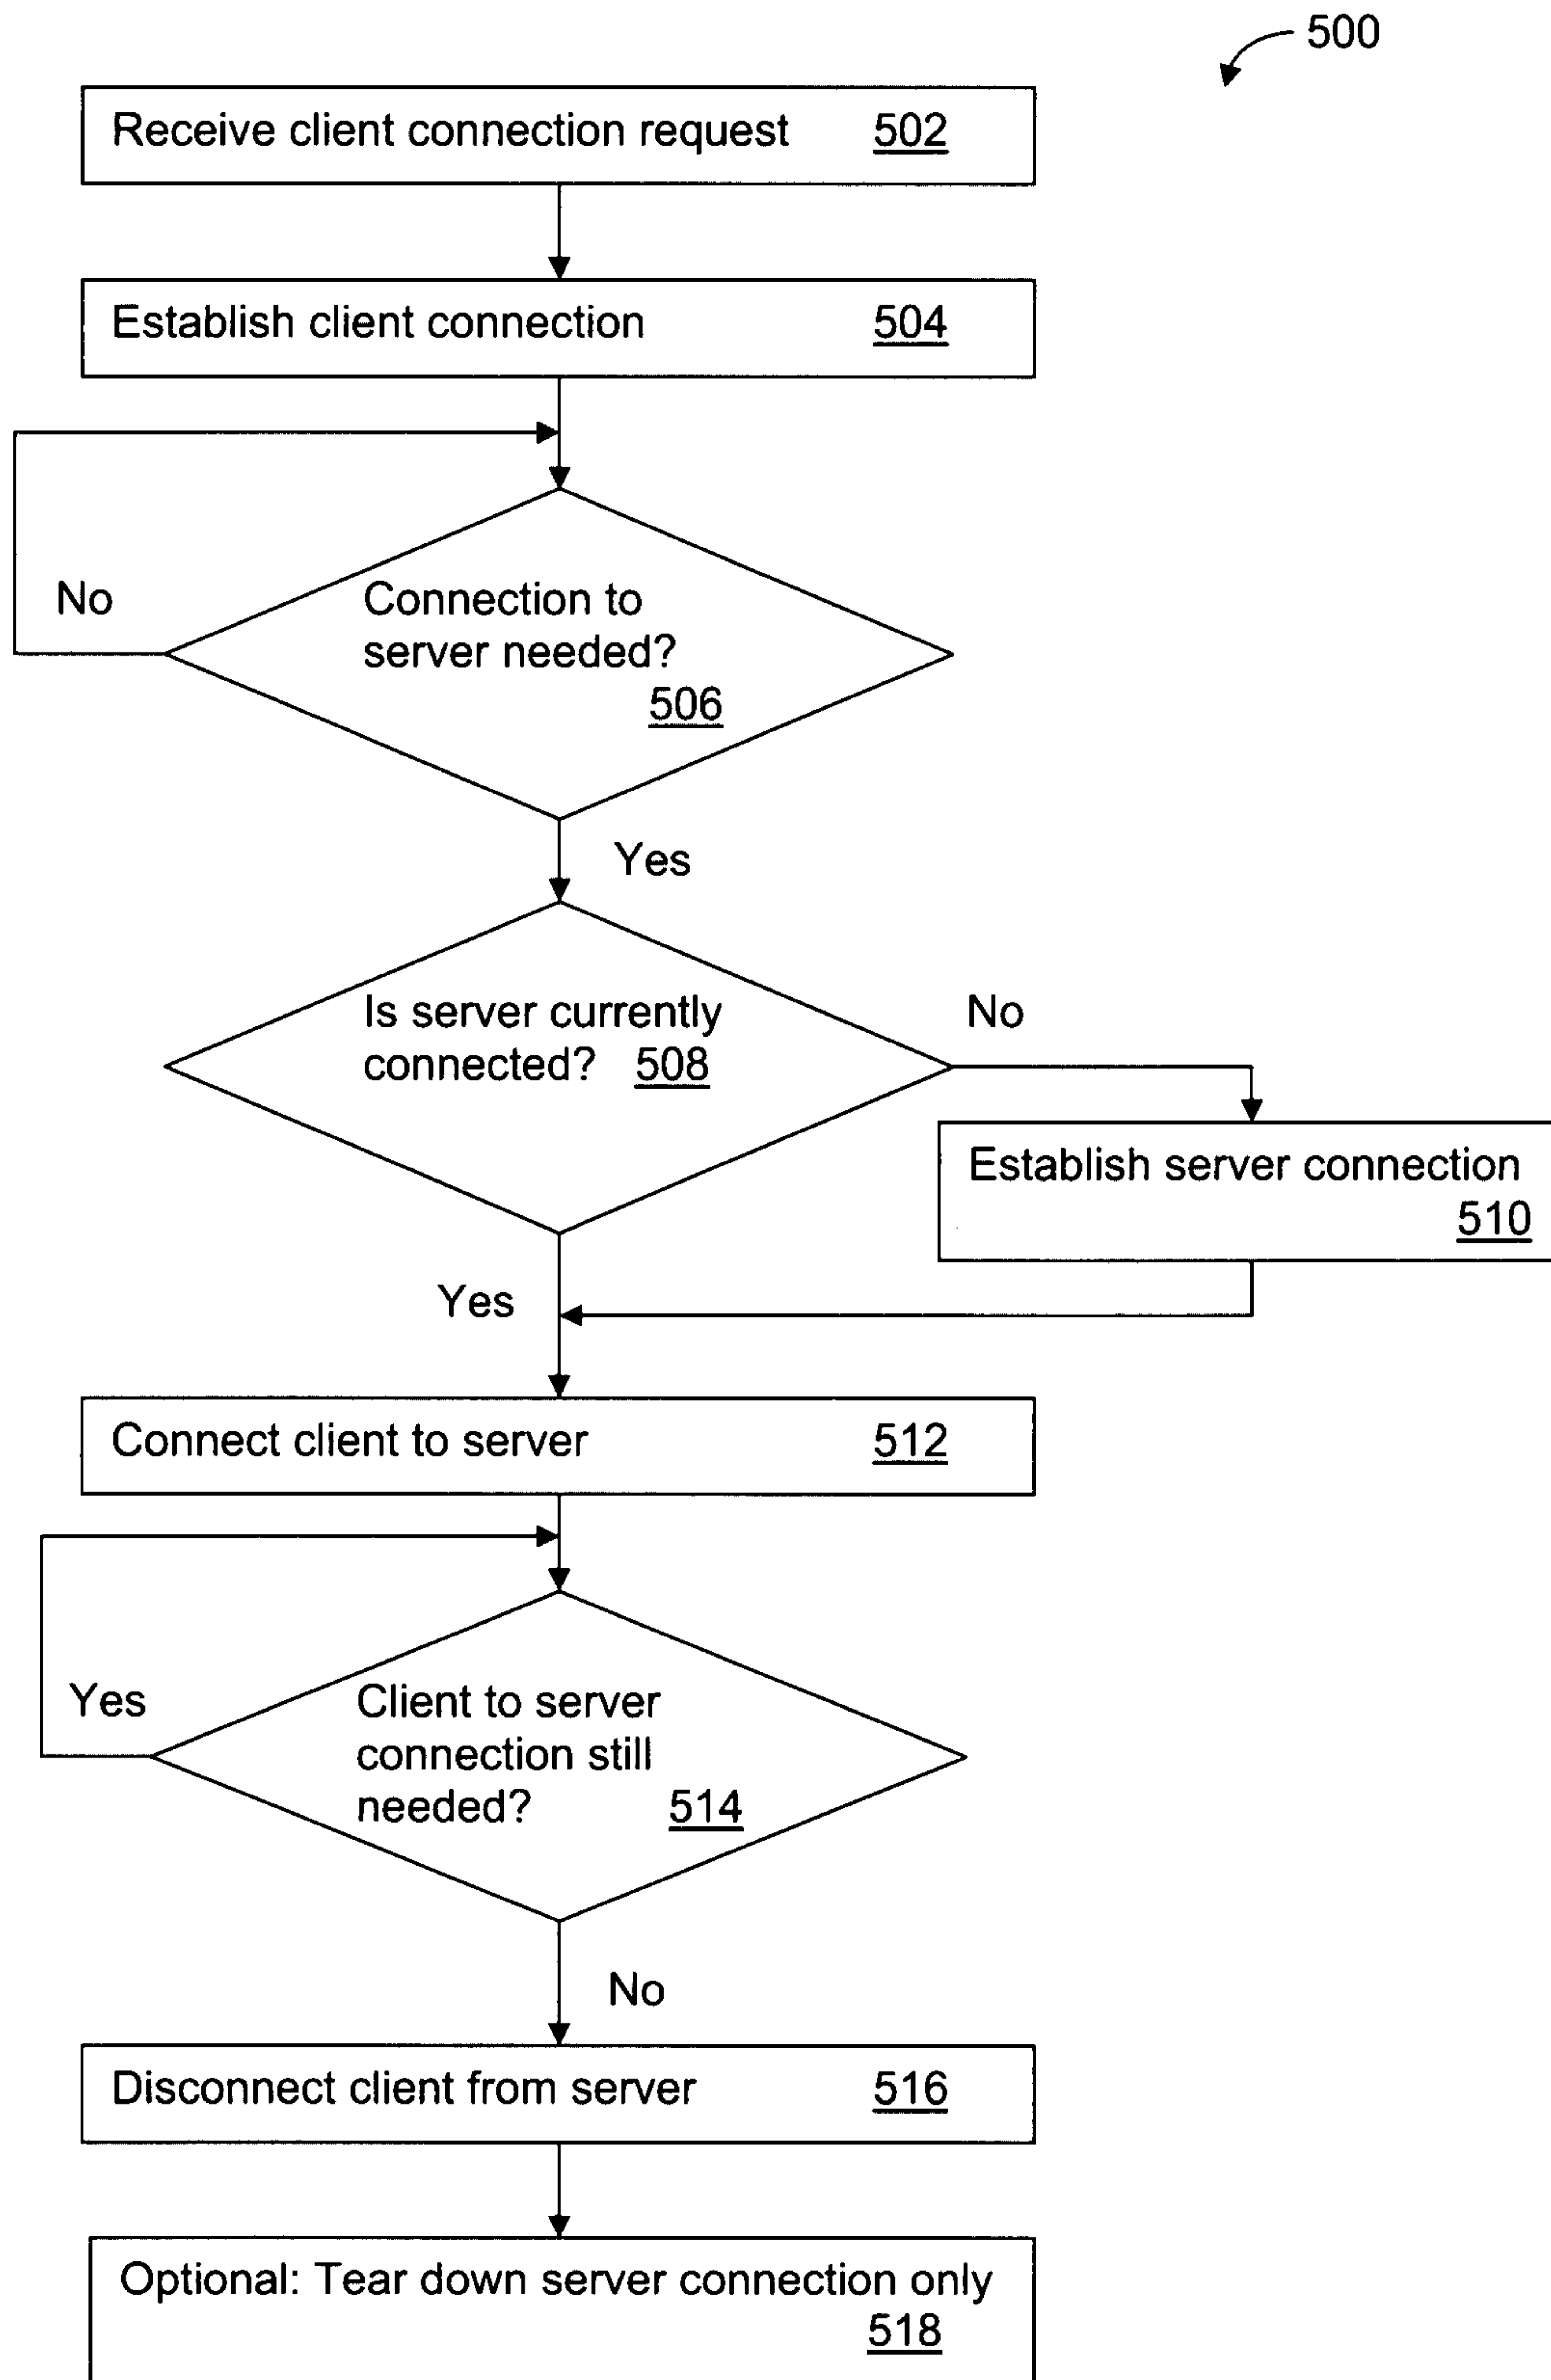 500
Receive client connection request 502
Establish client connection 504
No
Connection to
server needed?
506
Yes
Is server currently
connected? 508
No
Establish server connection
510
Yes
Connect client to server 512
Yes
Client to server
connection still
needed? 514
No
Disconnect client from server 516
Optional: Tear down server connection only
518